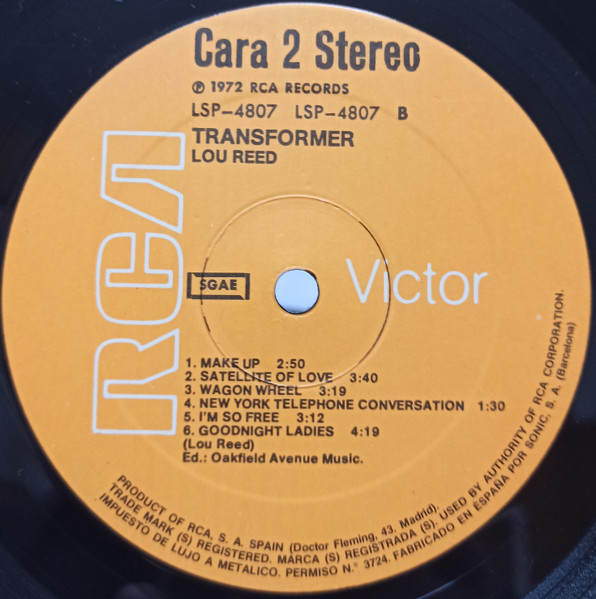 Cara 2 Stereo
℗ 1972 RCA RECORDS
LSP-4807 LSP-4807 B
TRANSFORMER
LOU REED
RCA
SGAE
Victor
1. MAKE UP 2:50
2. SATELLITE OF LOVE 3:40
3. WAGON WHEEL 3:19
4. NEW YORK TELEPHONE CONVERSATION 1:30
5. I'M SO FREE 3:12
6. GOODNIGHT LADIES 4:19
(Lou Reed)
Ed.: Oakfield Avenue Music.
PRODUCT OF RCA, S. A. SPAIN (Doctor Fleming, 43. Madrid)
TRADE MARK (S) REGISTERED. MARCA (S) REGISTRADA (S). USED BY AUTHORITY OF RCA CORPORATION.
IMPUESTO DE LUJO A METALICO. PERMISO N.° 3724. FABRICADO EN ESPAÑA POR SONIC, S. A. (Barcelona)